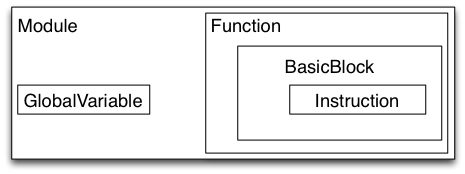 Module
Function
BasicBlock
GlobalVariable
Instruction